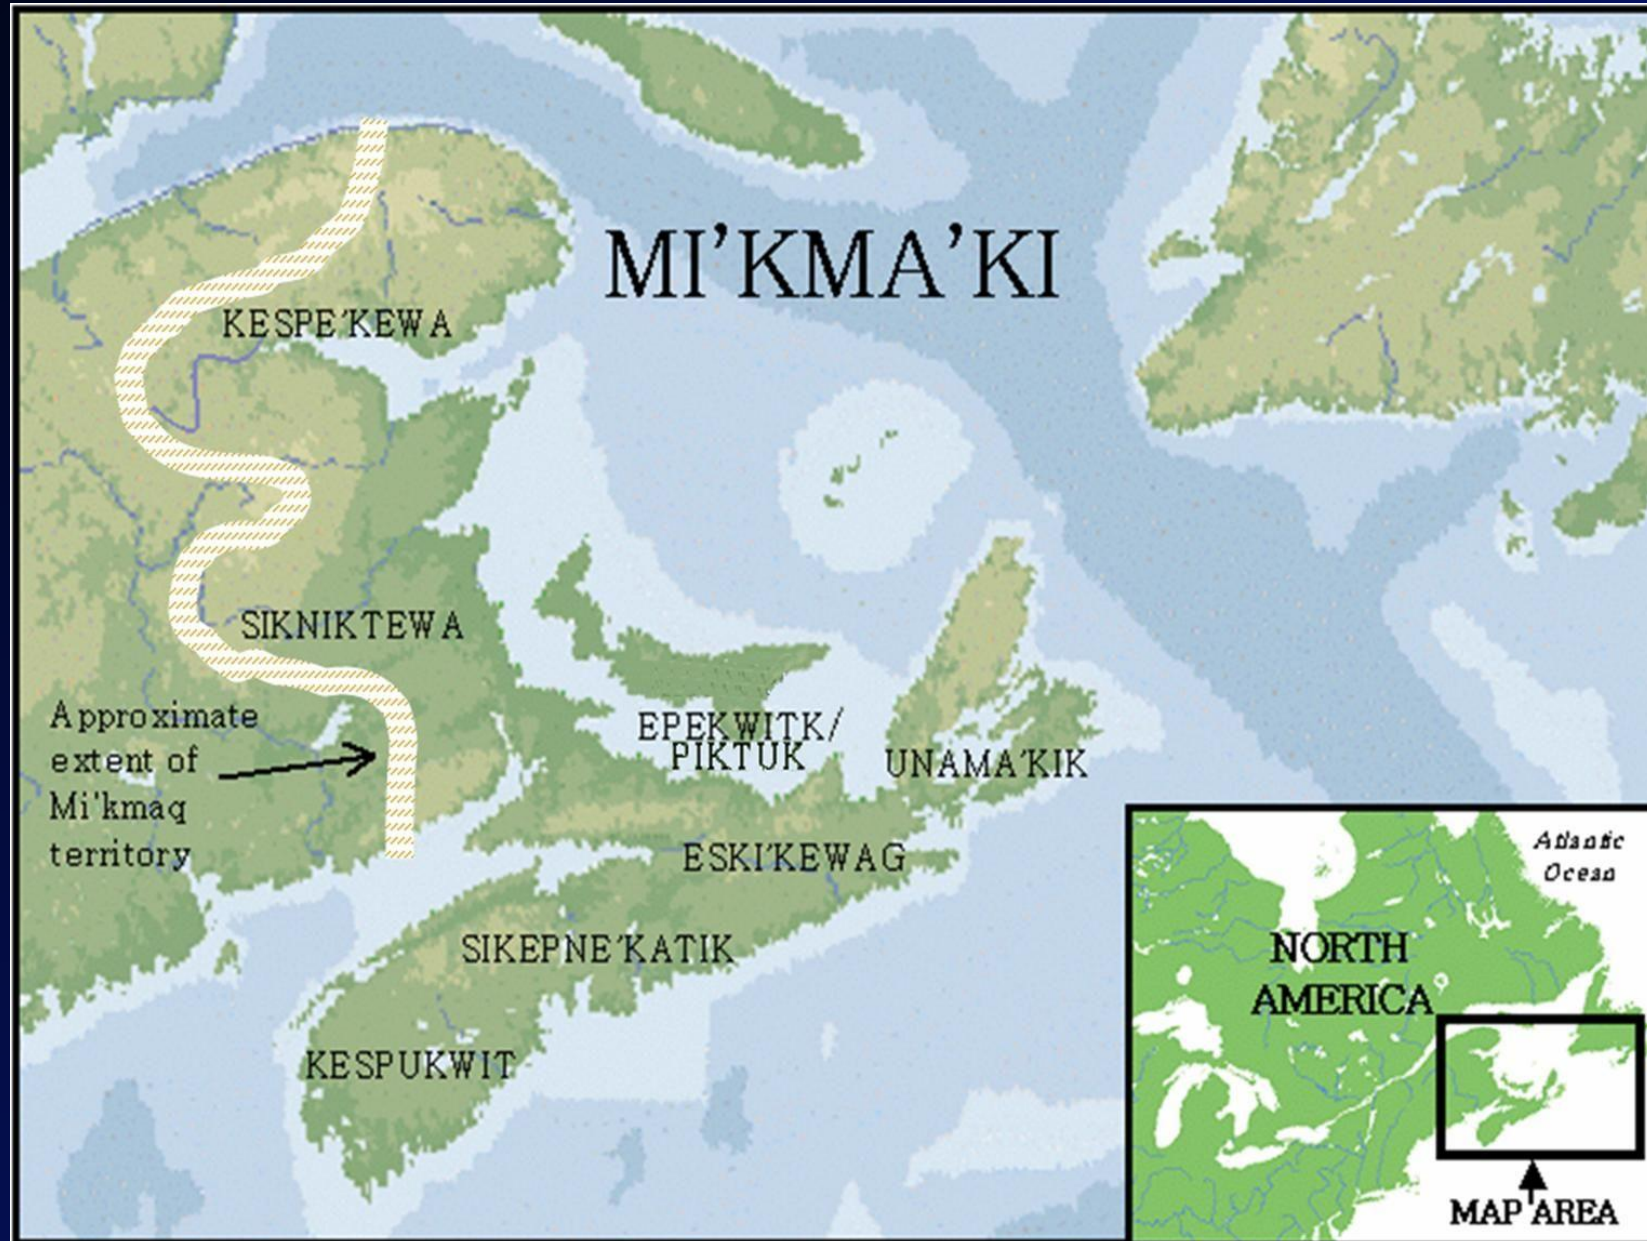 MI’KMA’KI
KESPE’KEWA
SIKNIKTEWA
Approximate
extent of
Mi'kmaq
territory
EPEKWITK/
PIKTUK
UNAMA’KIK
ESKI’KEWAG
SIKEPNE’KATIK
KESPUKWIT
Atlantic
Ocean
NORTH
AMERICA
MAP AREA